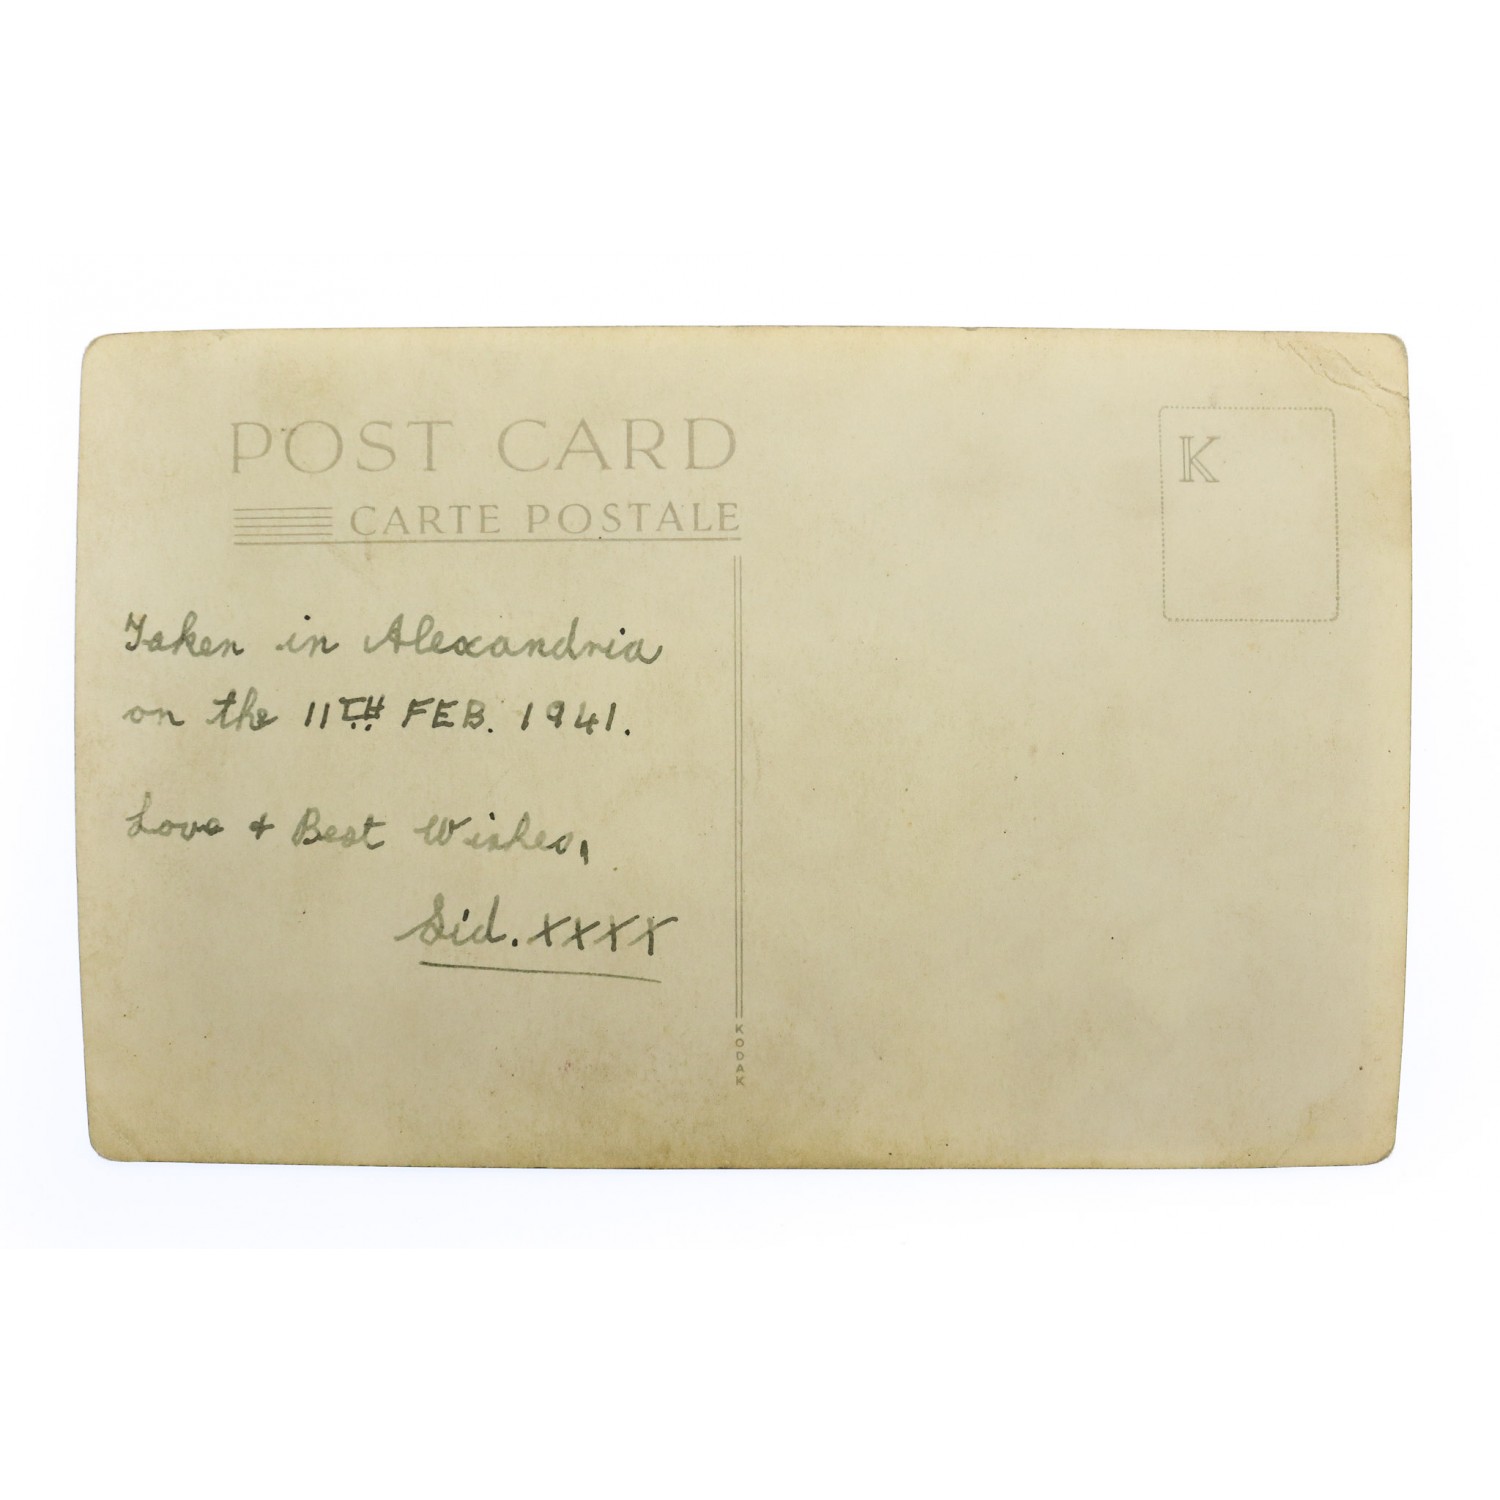 POST CARD
CARTE POSTALE
K
Taken in Alexandria
on the 11TH FEB. 1941.
Love + Best Wishes,
Sid. XXXX
KODAK